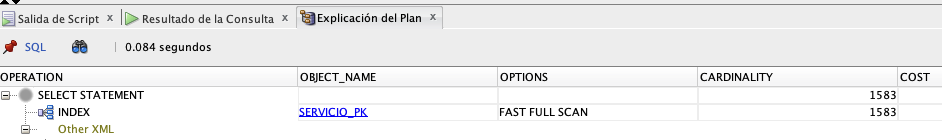 Salida de Script x Resultado de la Consulta x Explicación del Plan x
SQL 0.084 segundos
OPERATION OBJECT_NAME OPTIONS CARDINALITY COST
SELECT STATEMENT 1583
INDEX SERVICIO_PK FAST FULL SCAN 1583
Other XML